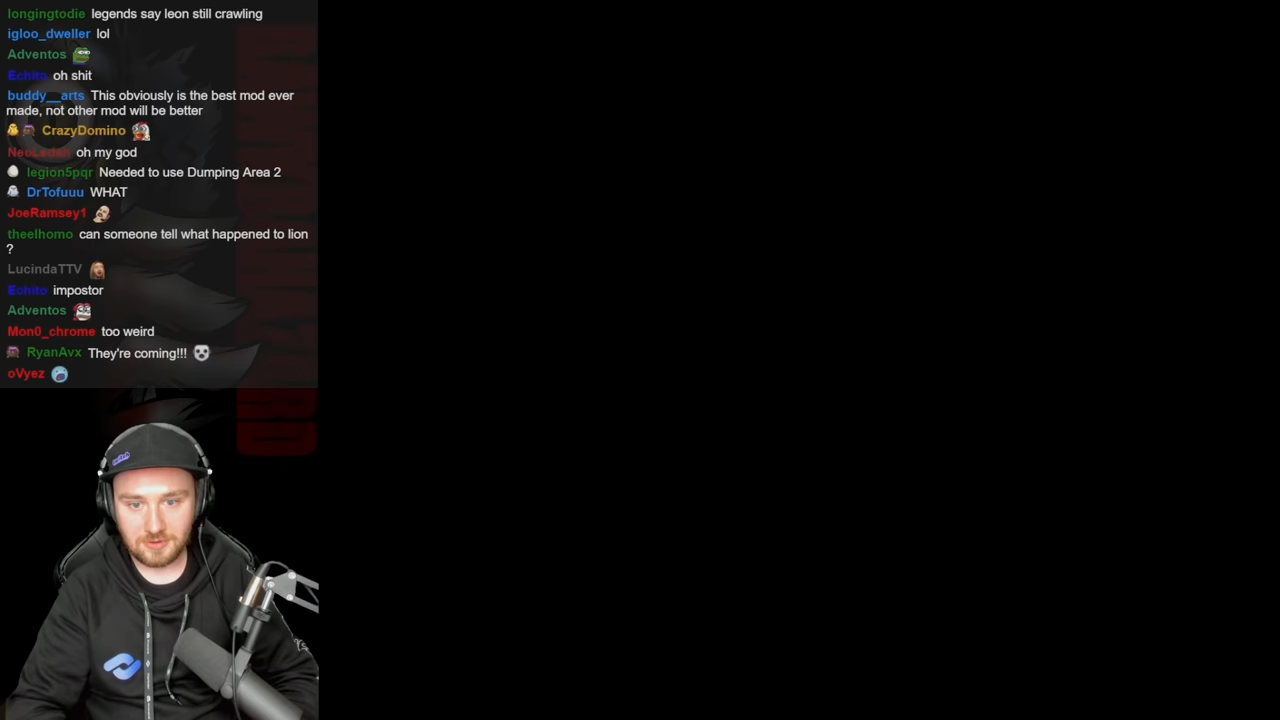 longingtodie legends say leon still crawling
igloo_dweller lol
Adventos
Echito oh shit
buddy__arts This obviously is the best mod ever
made, not other mod will be better
CrazyDomino
NeoLedah oh my god
legion5pqr Needed to use Dumping Area 2
DrTofuuu WHAT
JoeRamsey1
theelhomo can someone tell what happened to lion
?
LucindaTTV
Echito impostor
Adventos
Mon0_chrome too weird
RyanAvx They're coming!!!
oVyez
twitch